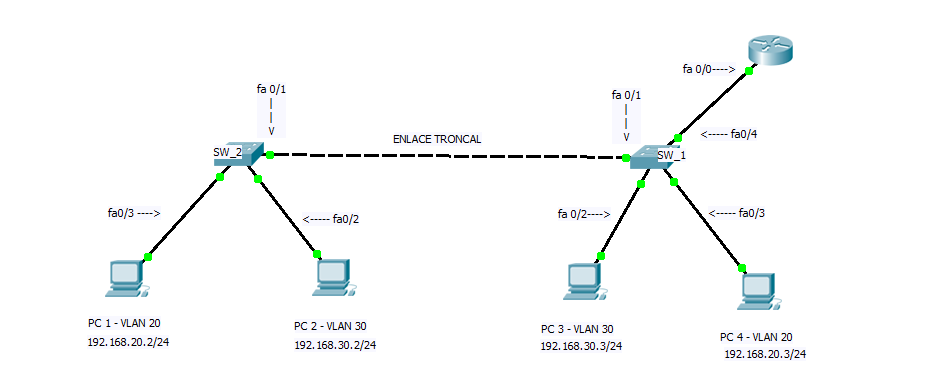 fa 0/0---->
fa 0/1
fa 0/1
V
V
<---- fa0/4
ENLACE TRONCAL
SW_2
SW_1
fa0/3 ---->
<----- fa0/2
fa 0/2---->
<---- fa0/3
PC 1 - VLAN 20
192.168.20.2/24
PC 2 - VLAN 30
192.168.30.2/24
PC 3 - VLAN 30
192.168.30.3/24
PC 4 - VLAN 20
192.168.20.3/24